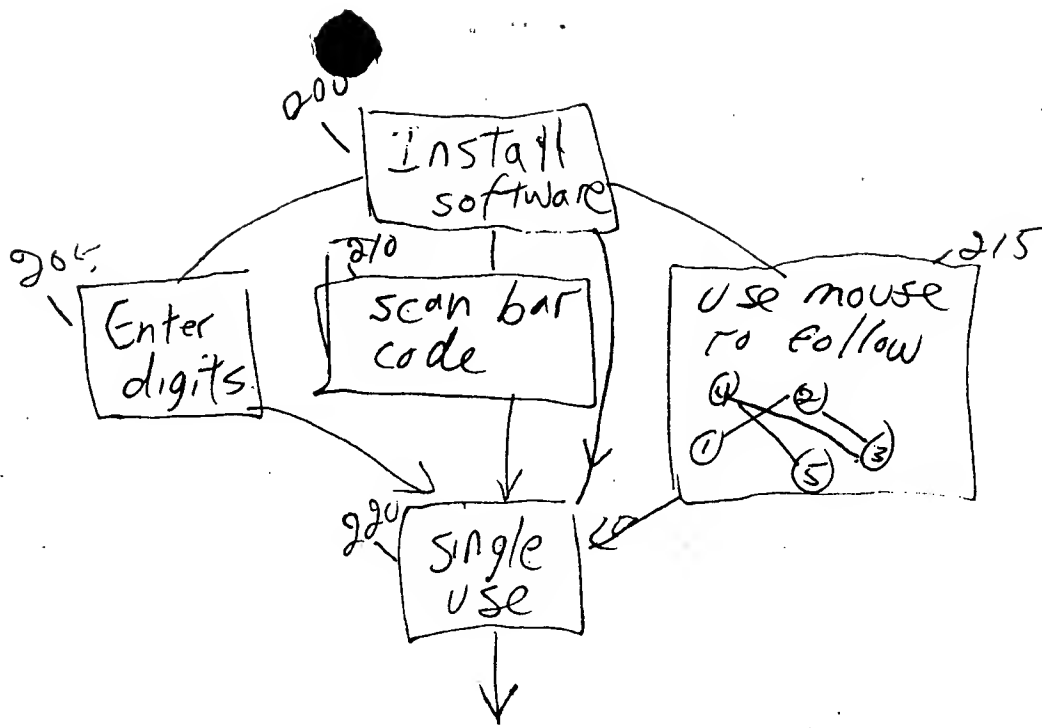 200
Install
software
205
Enter
digits
210
scan bar
code
215
use mouse
to follow
4
2
1
3
5
220
single
use